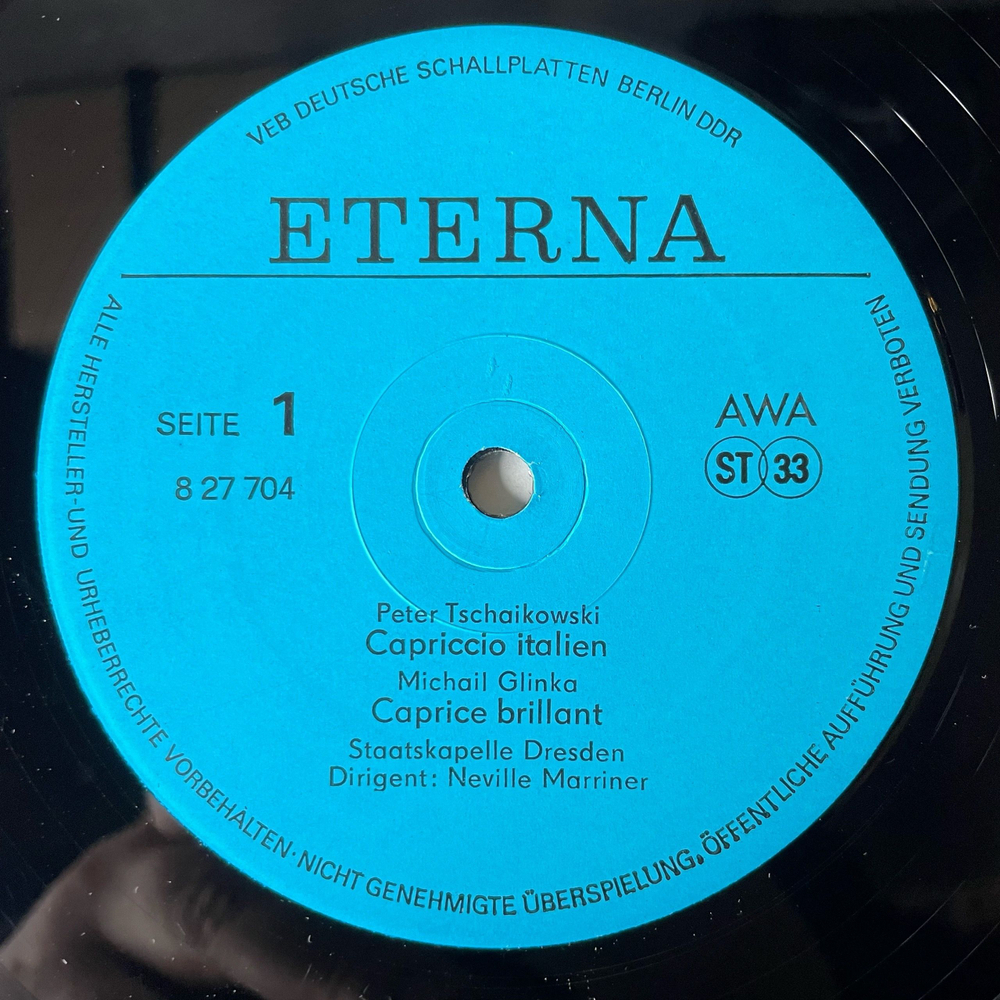 VEB DEUTSCHE SCHALLPLATTEN BERLIN DDR
ETERNA
SEITE 1
8 27 704
AWA
ST 33
Peter Tschaikowski
Capriccio italien
Michail Glinka
Caprice brillant
Staatskapelle Dresden
Dirigent: Neville Marriner
ALLE HERSTELLER-UND URHEBERRECHTE VORBEHALTEN·NICHT GENEHMIGTE ÜBERSPIELUNG, ÖFFENTLICHE AUFFÜHRUNG UND SENDUNG VERBOTEN